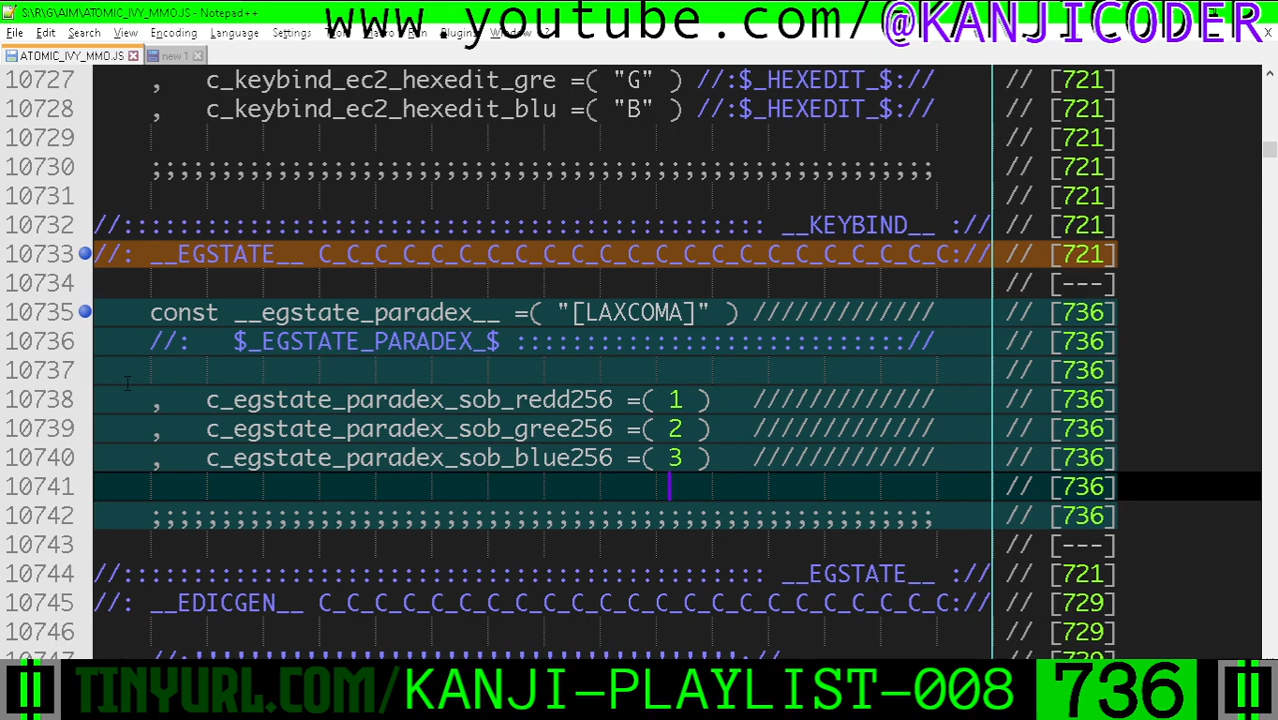 S:\R\G\AIM\ATOMIC_IVY_MMO.JS - Notepad++
www.youtube.com/@KANJICODER
File Edit Search View Encoding Language Settings Tools Macro Run Plugins Window
ATOMIC_IVY_MMO.JS new 1
10727 , c_keybind_ec2_hexedit_gre =( "G" ) //:$_HEXEDIT_$:// // [721]
10728 , c_keybind_ec2_hexedit_blu =( "B" ) //:$_HEXEDIT_$:// // [721]
10729 // [721]
10730 ;;;;;;;;;;;;;;;;;;;;;;;;;;;;;;;;;;;;;;;;;;;;;;;;;;;;;;;; // [721]
10731 // [721]
10732 //:::::::::::::::::::::::::::::::::::::::::::::: __KEYBIND__ :// // [721]
10733 //: __EGSTATE__ C_C_C_C_C_C_C_C_C_C_C_C_C_C_C_C_C_C_C_C_C_C_C:// // [721]
10734 // [---]
10735 const __egstate_paradex__ =( "[LAXCOMA]" ) ///////////// // [736]
10736 //: $_EGSTATE_PARADEX_$ ::::::::::::::::::::::::::::// // [736]
10737 // [736]
10738 , c_egstate_paradex_sob_redd256 =( 1 ) ///////////// // [736]
10739 , c_egstate_paradex_sob_gree256 =( 2 ) ///////////// // [736]
10740 , c_egstate_paradex_sob_blue256 =( 3 ) ///////////// // [736]
10741 // [736]
10742 ;;;;;;;;;;;;;;;;;;;;;;;;;;;;;;;;;;;;;;;;;;;;;;;;;;;;;;;; // [736]
10743 // [---]
10744 //:::::::::::::::::::::::::::::::::::::::::::::: __EGSTATE__ :// // [721]
10745 //: __EDICGEN__ C_C_C_C_C_C_C_C_C_C_C_C_C_C_C_C_C_C_C_C_C_C_C:// // [729]
10746 // [729]
TINYURL.COM/KANJI-PLAYLIST-008 736